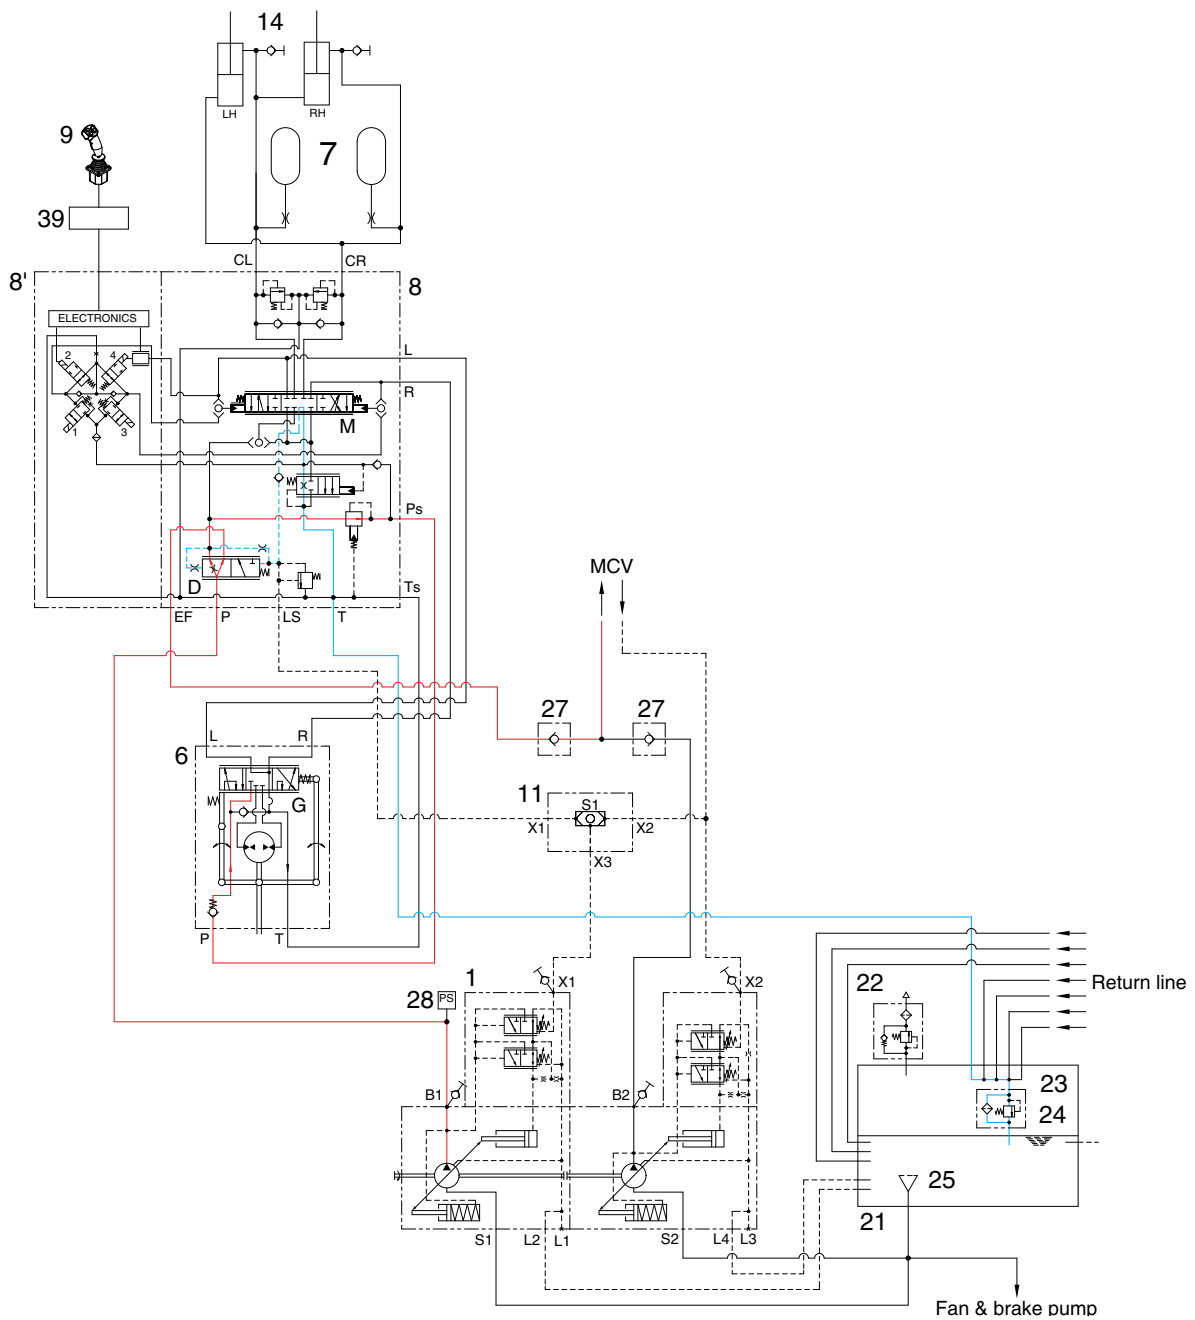 14
LH
RH
9
7
39
CL
CR
8'
8
ELECTRONICS
L
2
4
R
M
1
3
Ps
D
Ts
EF
P
LS
T
MCV
27
27
L
R
6
G
11
S1
X1
X2
X3
P
T
1
X1
X2
28
PS
22
Return line
23
24
B1
B2
25
21
S1
L2
L1
S2
L4
L3
Fan & brake pump